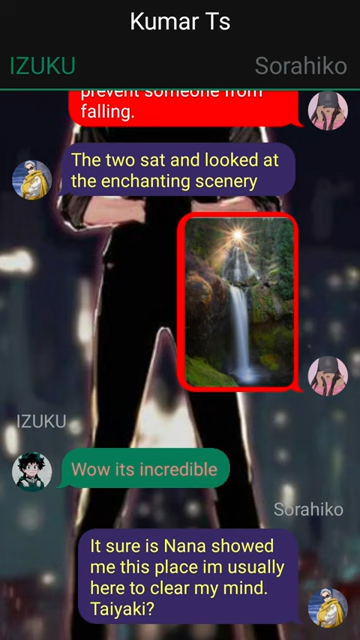 Kumar Ts
IZUKU
Sorahiko
prevent someone from
falling.
The two sat and looked at
the enchanting scenery
IZUKU
Wow its incredible
Sorahiko
It sure is Nana showed
me this place im usually
here to clear my mind.
Taiyaki?